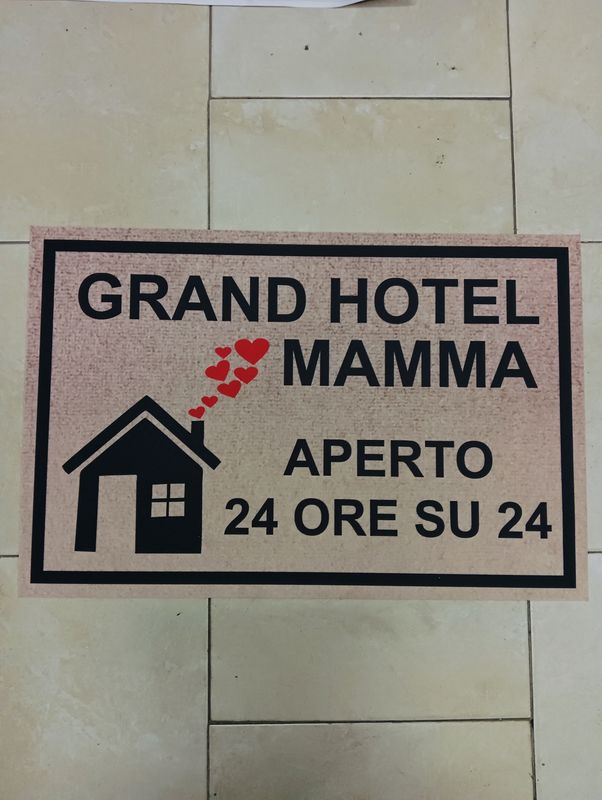 GRAND HOTEL
MAMMA
APERTO
24 ORE SU 24